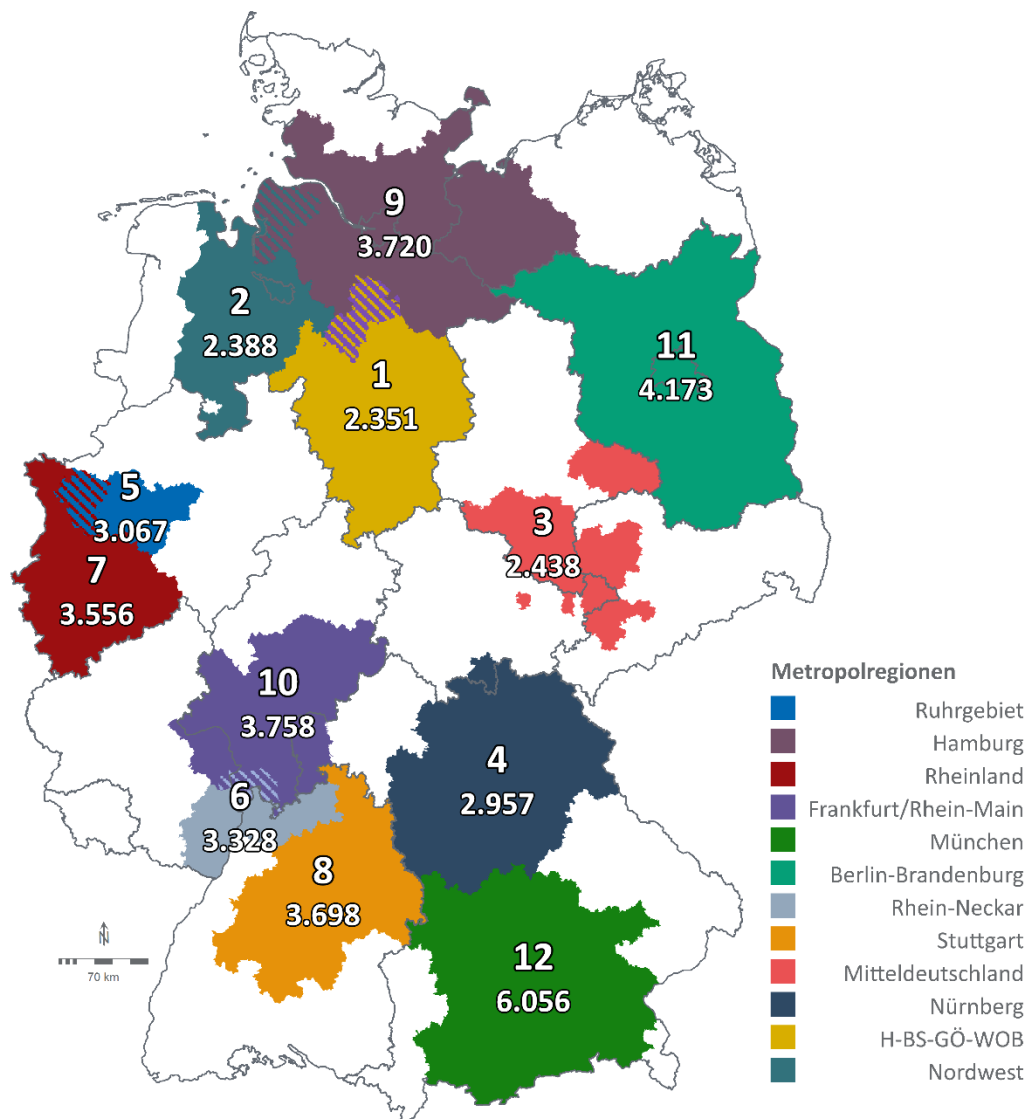 9
3.720
2
2.388
11
4.173
1
2.351
5
3.067
3
2.438
7
3.556
10
3.758
4
2.957
6
3.328
8
3.698
12
6.056
N
70 km
Metropolregionen
Ruhrgebiet
Hamburg
Rheinland
Frankfurt/Rhein-Main
München
Berlin-Brandenburg
Rhein-Neckar
Stuttgart
Mitteldeutschland
Nürnberg
H-BS-GÖ-WOB
Nordwest